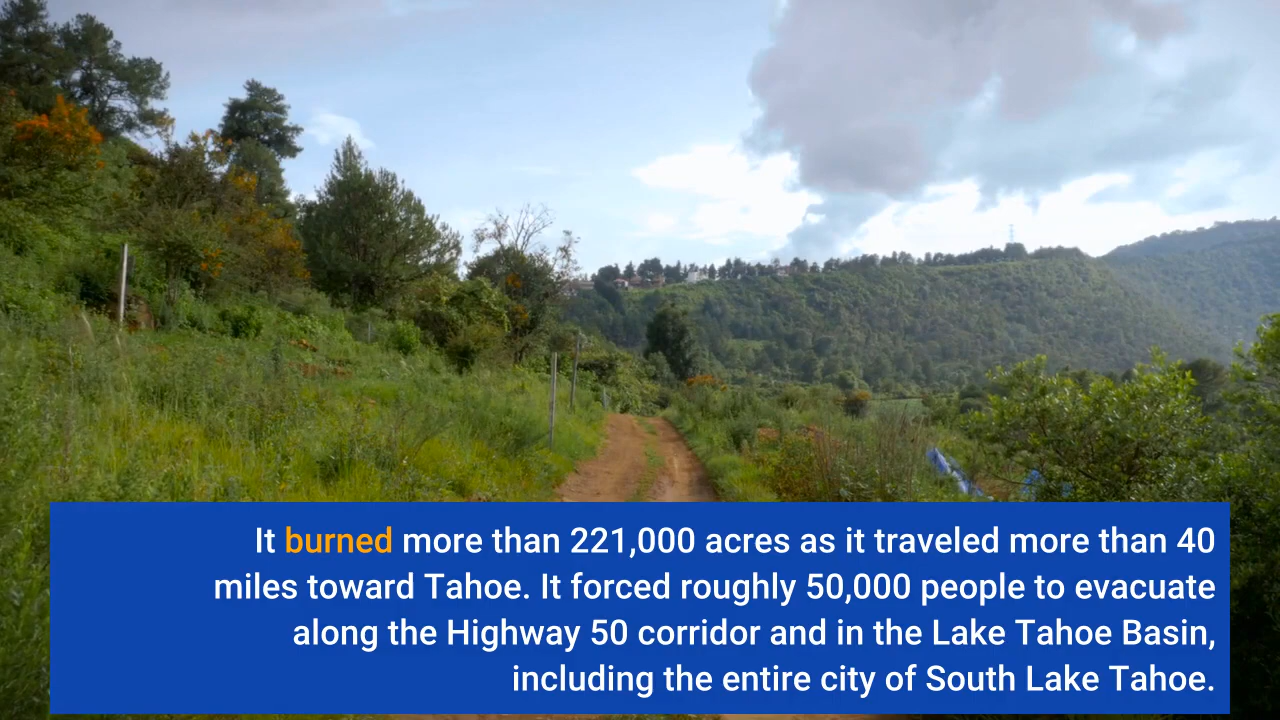 It burned more than 221,000 acres as it traveled more than 40
miles toward Tahoe. It forced roughly 50,000 people to evacuate
along the Highway 50 corridor and in the Lake Tahoe Basin,
including the entire city of South Lake Tahoe.